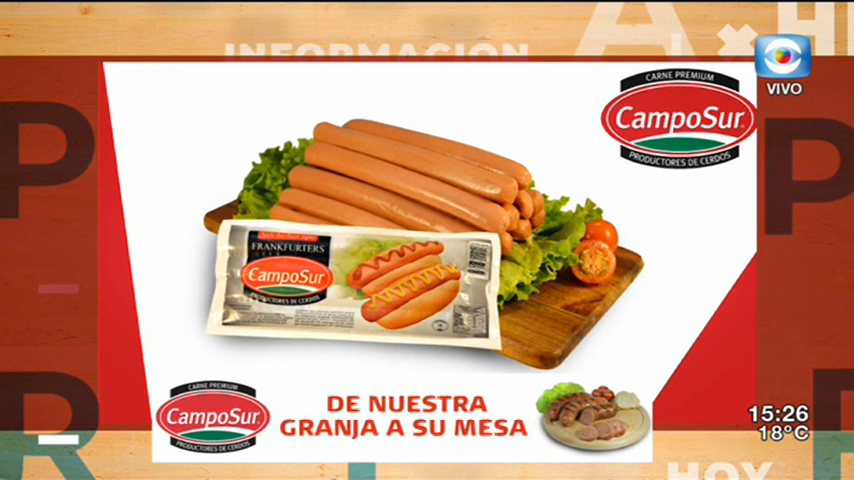 INFORMACION
VIVO
CARNE PREMIUM
CampoSur
PRODUCTORES DE CERDOS
FRANKFURTERS
CampoSur
PRODUCTORES DE CERDOS
CARNE PREMIUM
CampoSur
PRODUCTORES DE CERDOS
DE NUESTRA
GRANJA A SU MESA
15:26
18°C
HOY